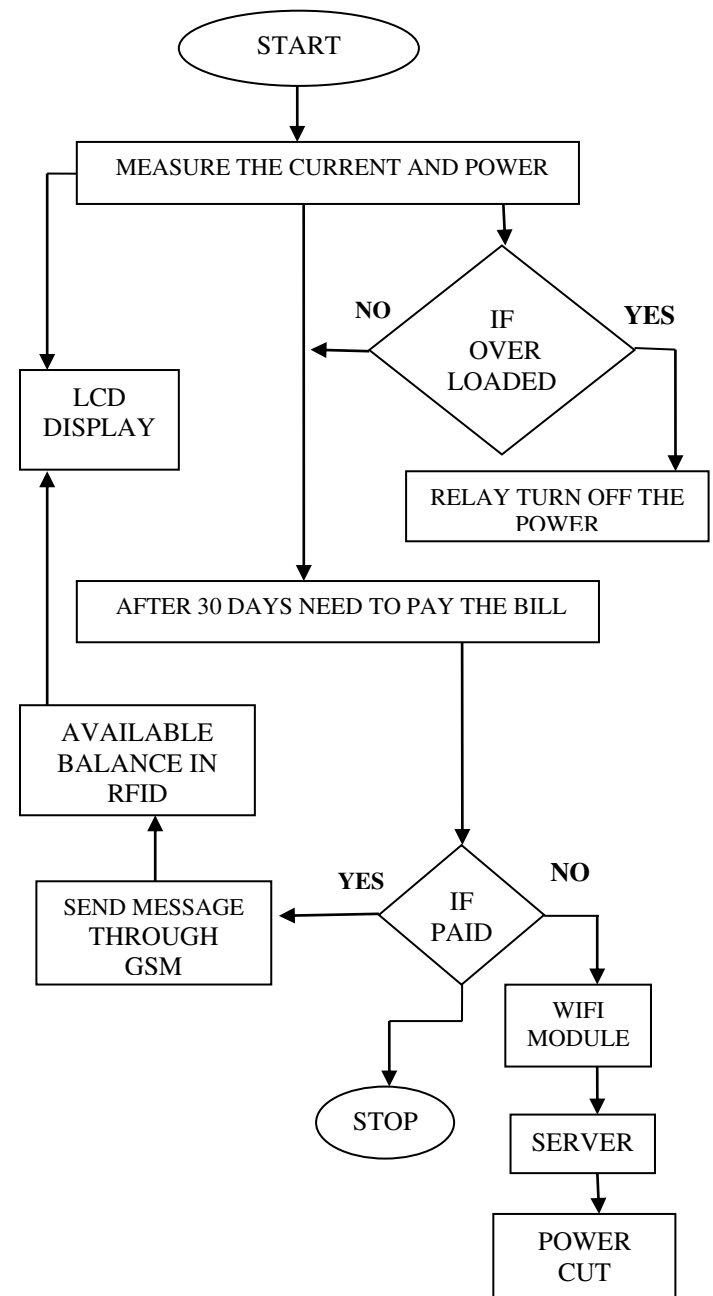 START
MEASURE THE CURRENT AND POWER
NO
YES
IF
OVER
LOADED
LCD
DISPLAY
RELAY TURN OFF THE
POWER
AFTER 30 DAYS NEED TO PAY THE BILL
AVAILABLE
BALANCE IN
RFID
YES
NO
IF
PAID
SEND MESSAGE
THROUGH
GSM
WIFI
MODULE
STOP
SERVER
POWER
CUT